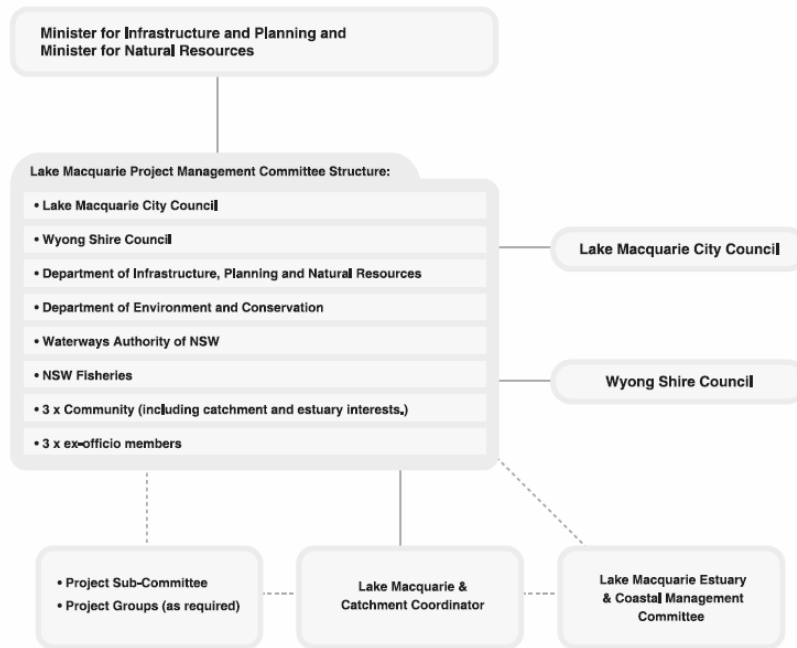 Minister for Infrastructure and Planning and
Minister for Natural Resources
Lake Macquarie Project Management Committee Structure:
• Lake Macquarie City Council
• Wyong Shire Council
• Department of Infrastructure, Planning and Natural Resources
• Department of Environment and Conservation
• Waterways Authority of NSW
• NSW Fisheries
• 3 x Community (including catchment and estuary interests.)
• 3 x ex-officio members
Lake Macquarie City Council
Wyong Shire Council
• Project Sub-Committee
• Project Groups (as required)
Lake Macquarie &
Catchment Coordinator
Lake Macquarie Estuary
& Coastal Management
Committee